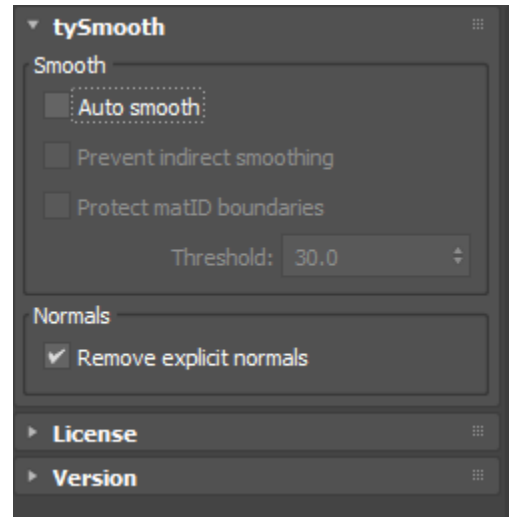 tySmooth
Smooth
Auto smooth
Prevent indirect smoothing
Protect matID boundaries
Threshold: 30.0
Normals
Remove explicit normals
License
Version